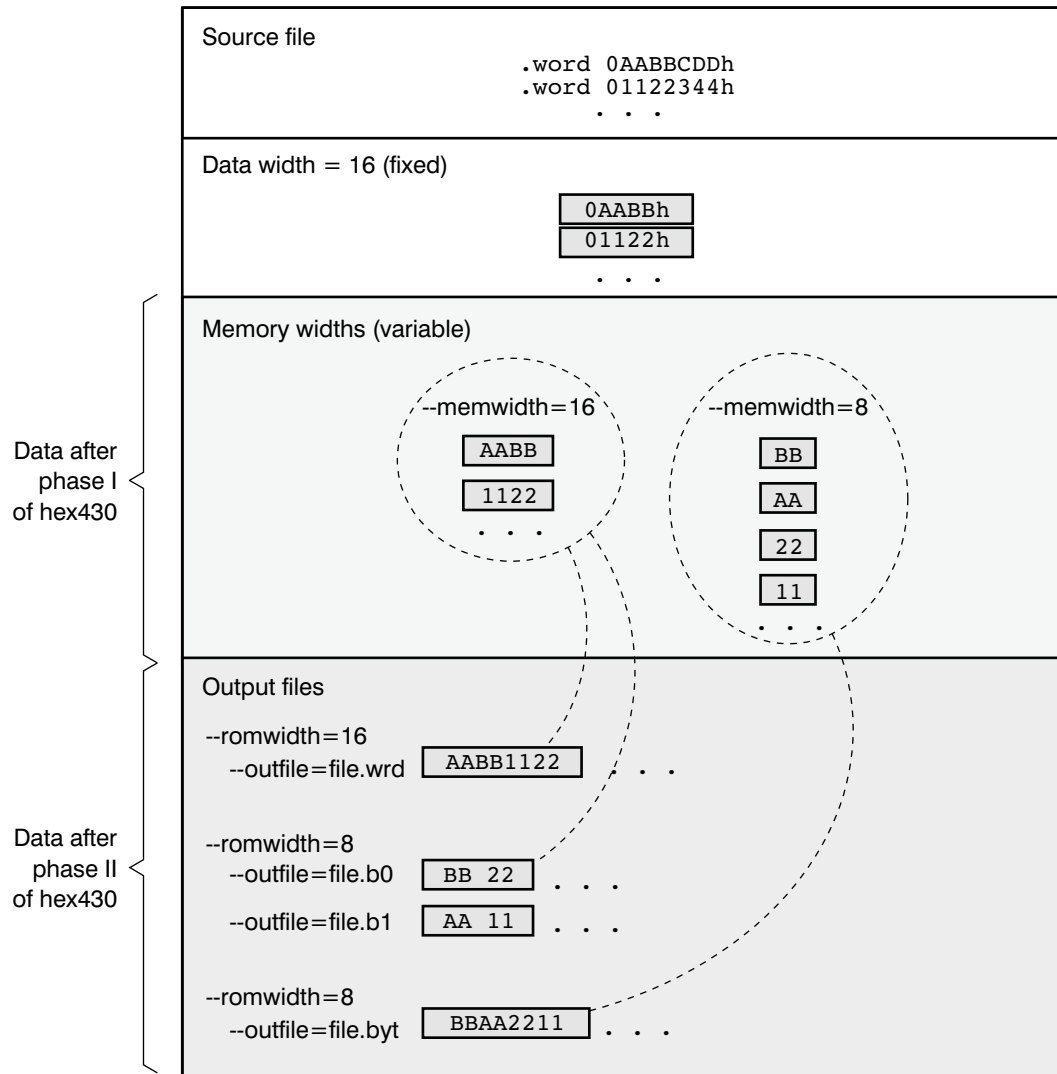 Source file
.word 0AABBCDDh
.word 01122344h
. . .
Data width = 16 (fixed)
0AABBh
01122h
. . .
Data after
phase I
of hex430
Memory widths (variable)
--memwidth=16
AABB
1122
. . .
--memwidth=8
BB
AA
22
11
. . .
Data after
phase II
of hex430
Output files
--romwidth=16
--outfile=file.wrd AABB1122 . . .
--romwidth=8
--outfile=file.b0 BB 22 . . .
--outfile=file.b1 AA 11 . . .
--romwidth=8
--outfile=file.byt BBAA2211 . . .